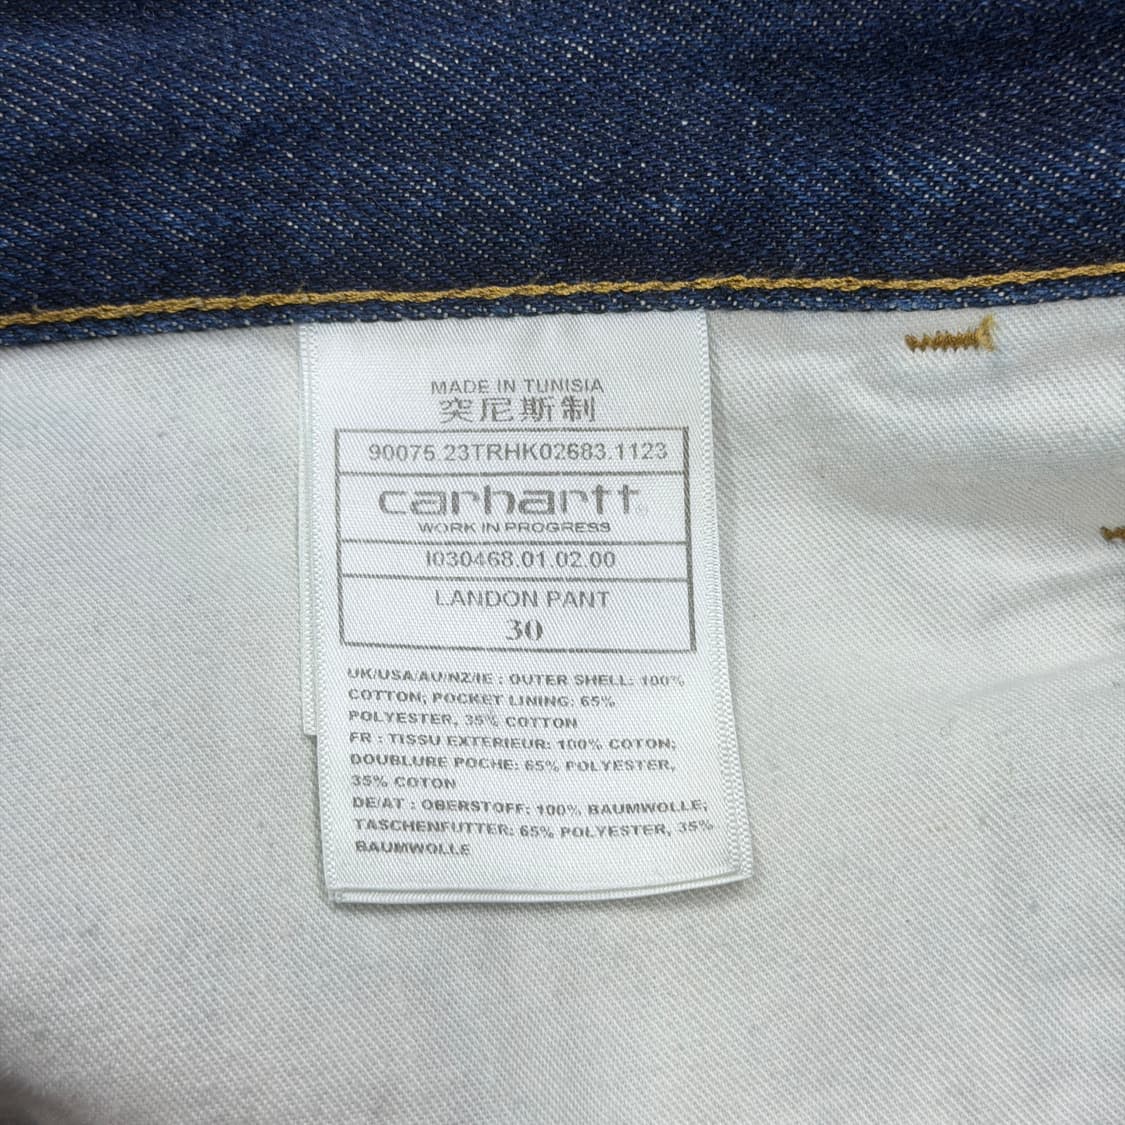 MADE IN TUNISIA
突尼斯制
90075.23TRHK02683.1123
carhartt®
WORK IN PROGRESS
I030468.01.02.00
LANDON PANT
30
UK/USA/AU/NZ/IE : OUTER SHELL: 100%
COTTON; POCKET LINING: 65%
POLYESTER, 35% COTTON
FR : TISSU EXTERIEUR: 100% COTON;
DOUBLURE POCHE: 65% POLYESTER,
35% COTON
DE/AT : OBERSTOFF: 100% BAUMWOLLE;
TASCHENFUTTER: 65% POLYESTER, 35%
BAUMWOLLE